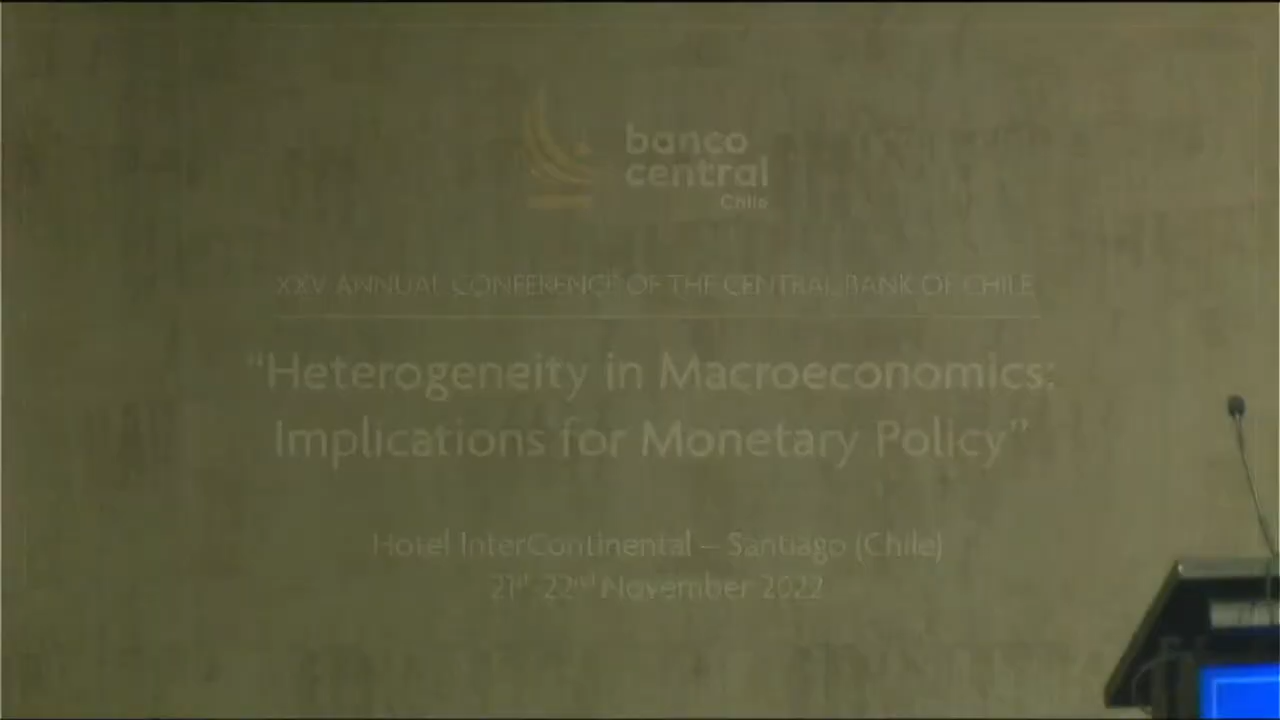 banco
central
Chile
XXV ANNUAL CONFERENCE OF THE CENTRAL BANK OF CHILE
"Heterogeneity in Macroeconomics:
Implications for Monetary Policy"
Hotel InterContinental – Santiago (Chile)
21st-22nd November 2022